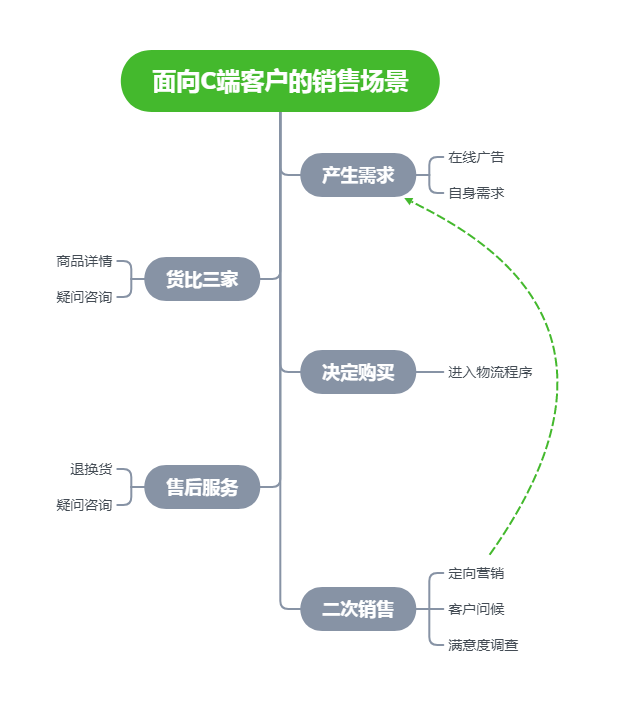 面向C端客户的销售场景
产生需求
在线广告
自身需求
货比三家
商品详情
疑问咨询
决定购买
进入物流程序
售后服务
退换货
疑问咨询
二次销售
定向营销
客户问候
满意度调查